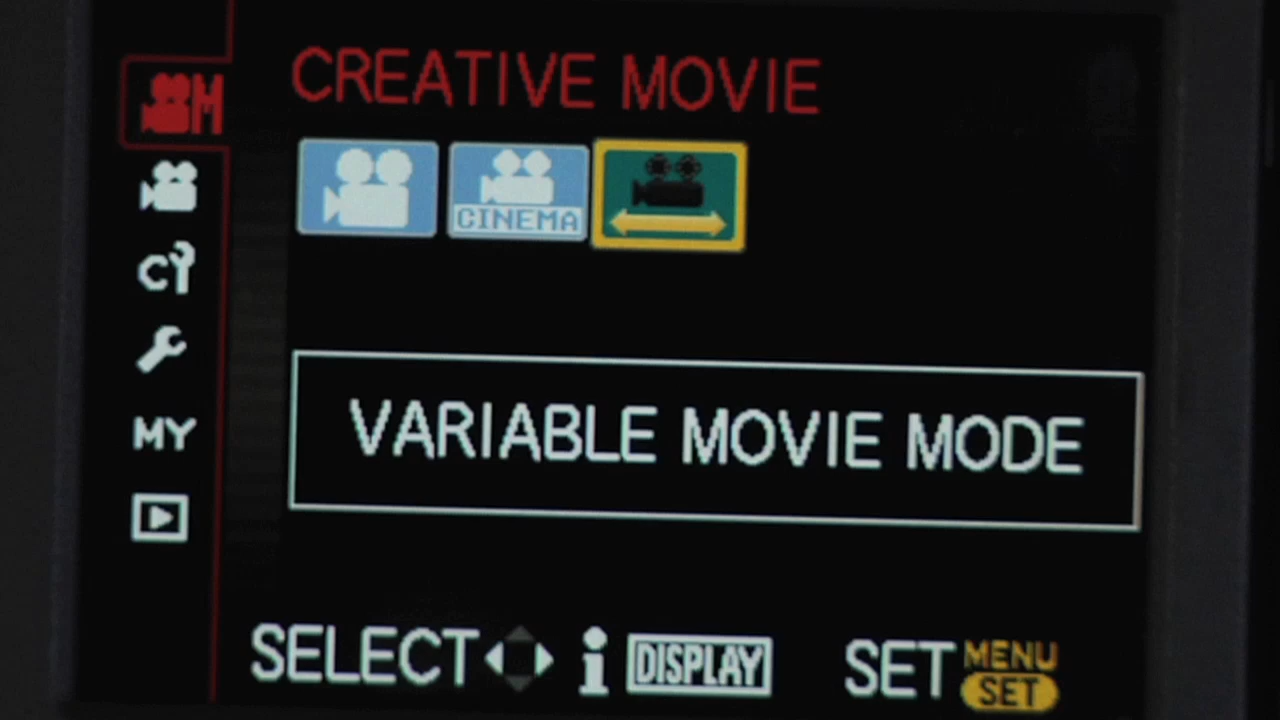 CREATIVE MOVIE
M
CINEMA
C
MY
VARIABLE MOVIE MODE
SELECT i DISPLAY SET MENU SET